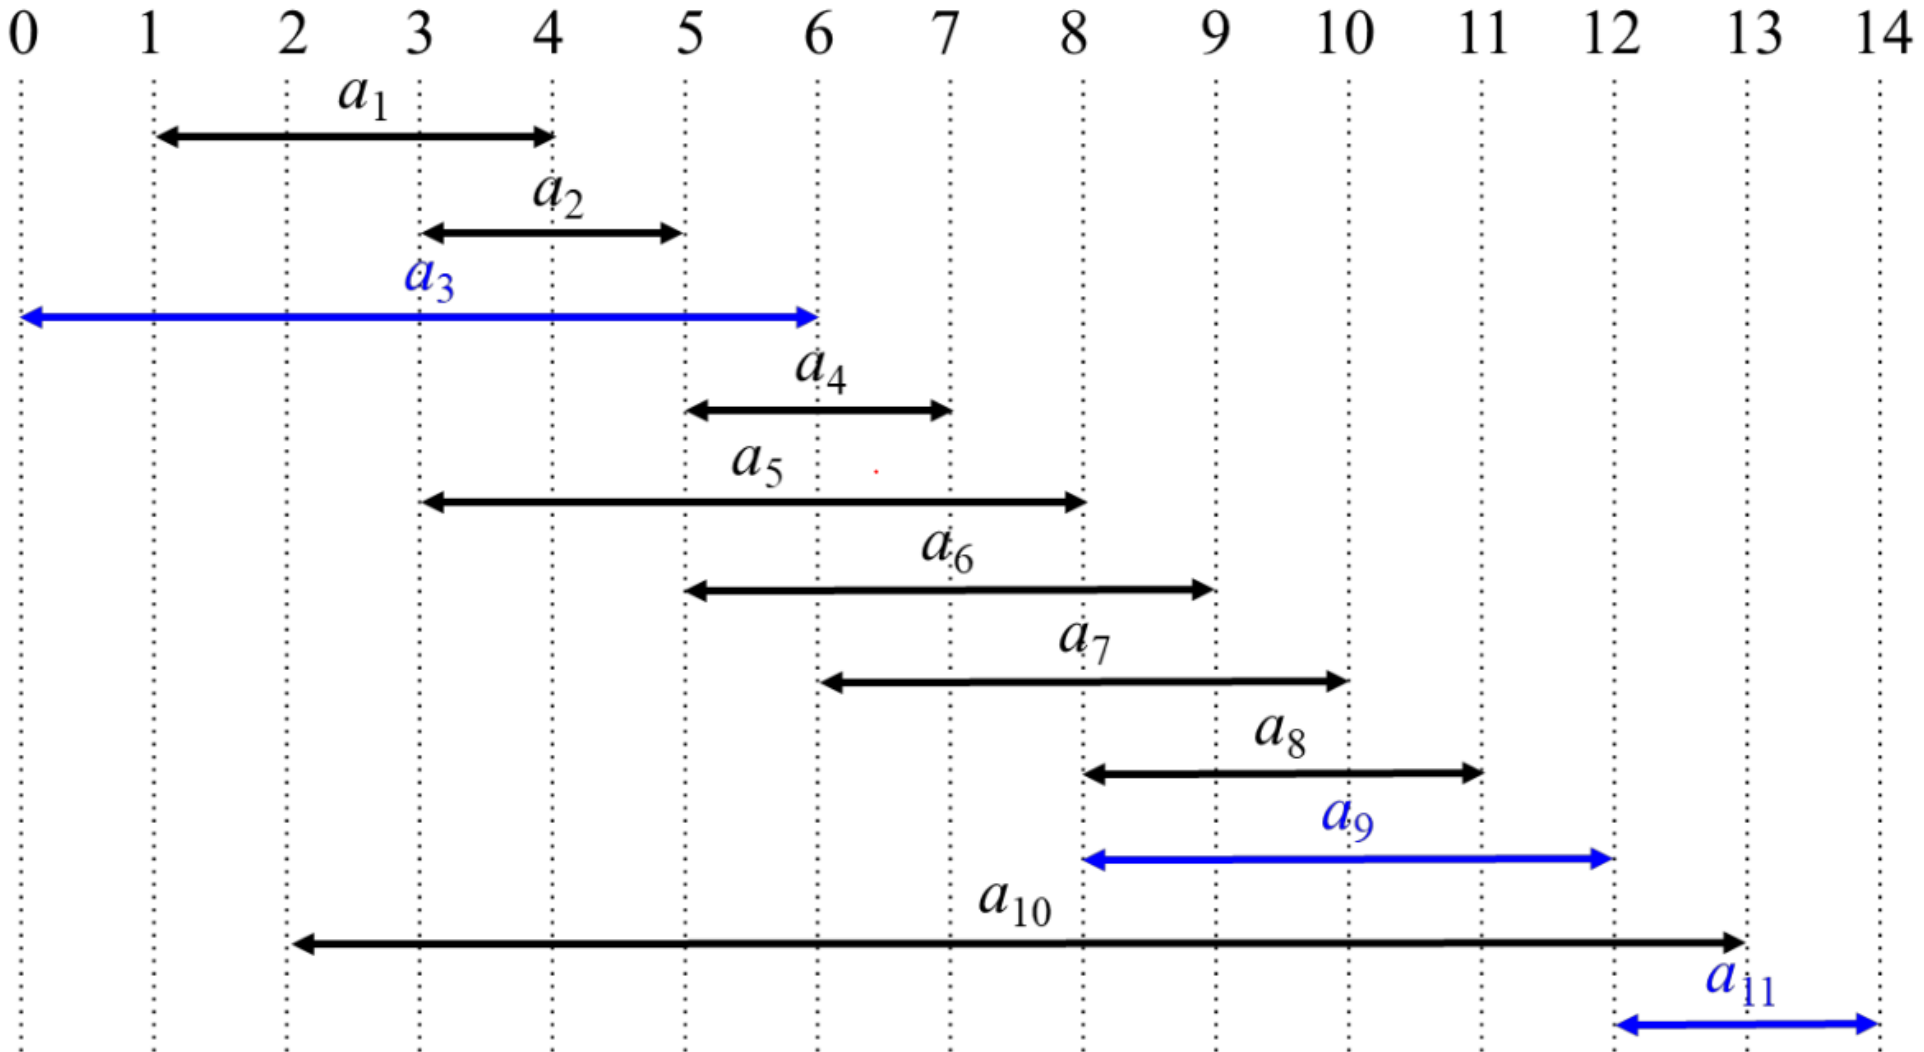 0 1 2 3 4 5 6 7 8 9 10 11 12 13 14
a₁
a₂
a₃
a₄
a₅
a₆
a₇
a₈
a₉
a₁₀
a₁₁